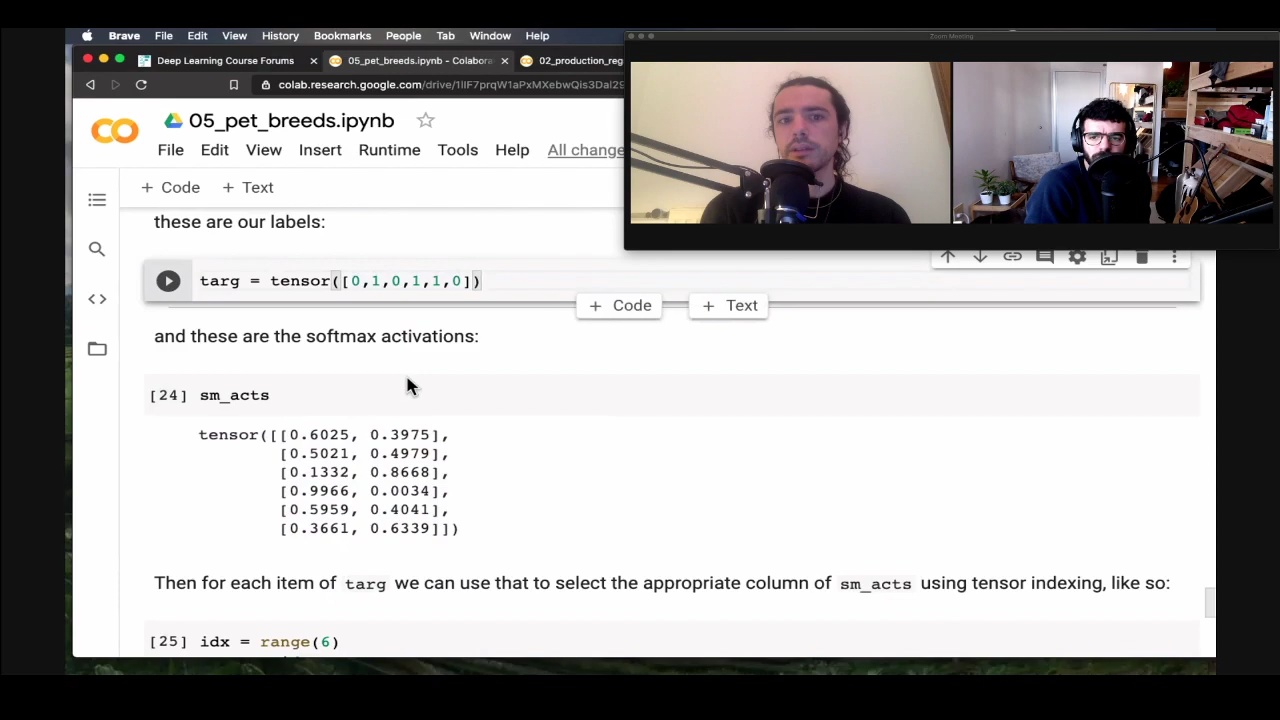 Brave File Edit View History Bookmarks People Tab Window Help
Zoom Meeting
Deep Learning Course Forums
05_pet_breeds.ipynb - Colabora
02_production_reg
colab.research.google.com/drive/
05_pet_breeds.ipynb
File Edit View Insert Runtime Tools Help All change
+ Code + Text
these are our labels:
targ = tensor([0,1,0,1,1,0])
+ Code + Text
and these are the softmax activations:
[24] sm_acts
tensor([[0.6025, 0.3975],
[0.5021, 0.4979],
[0.1332, 0.8668],
[0.9966, 0.0034],
[0.5959, 0.4041],
[0.3661, 0.6339]])
Then for each item of targ we can use that to select the appropriate column of sm_acts using tensor indexing, like so:
[25] idx = range(6)